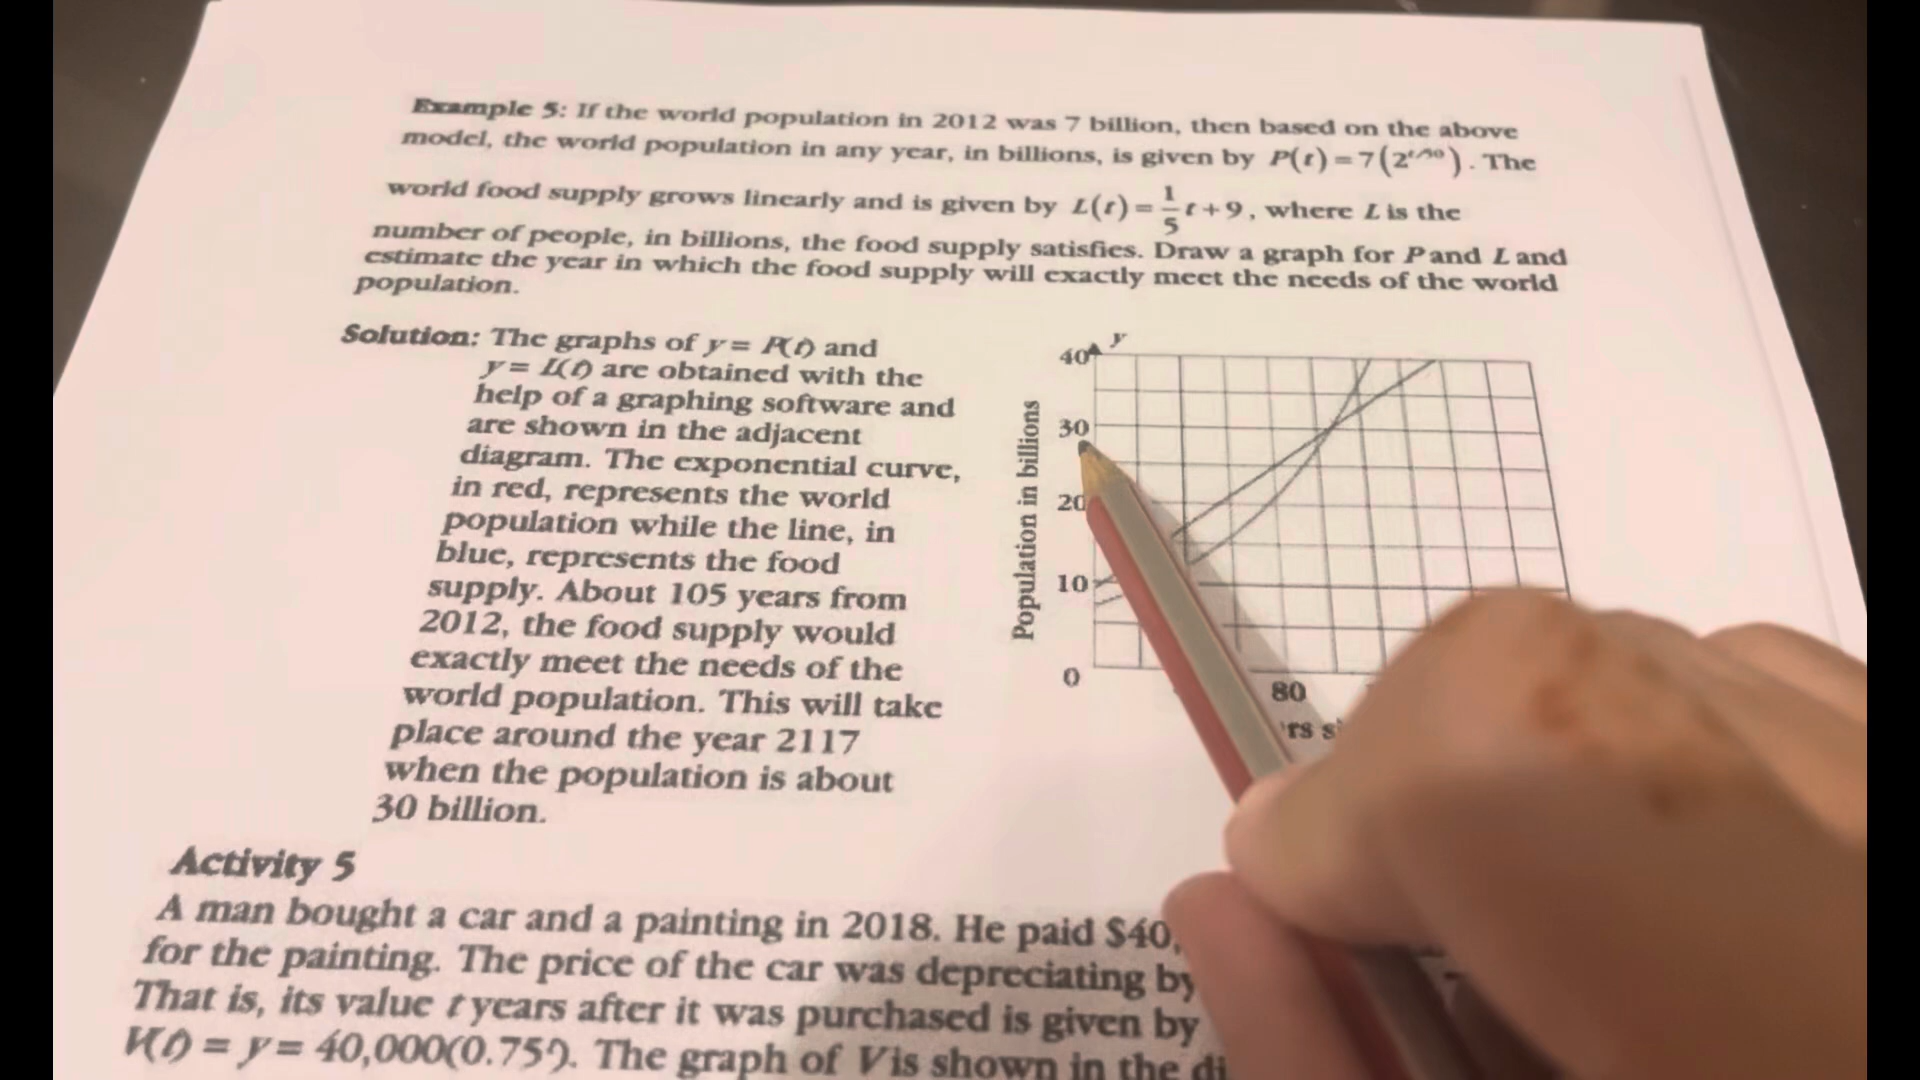 Example 5: If the world population in 2012 was 7 billion, then based on the above
model, the world population in any year, in billions, is given by P(t) = 7(2^{t/50}). The
world food supply grows linearly and is given by L(t) = 1/5 t + 9, where L is the
number of people, in billions, the food supply satisfies. Draw a graph for P and L and
estimate the year in which the food supply will exactly meet the needs of the world
population.
Solution: The graphs of y = P(t) and
y = L(t) are obtained with the
help of a graphing software and
are shown in the adjacent
diagram. The exponential curve,
in red, represents the world
population while the line, in
blue, represents the food
supply. About 105 years from
2012, the food supply would
exactly meet the needs of the
world population. This will take
place around the year 2117
when the population is about
30 billion.
y
40
30
20
10
0
Population in billions
80
Activity 5
A man bought a car and a painting in 2018. He paid $40,
for the painting. The price of the car was depreciating by
That is, its value t years after it was purchased is given by
V(t) = y = 40,000(0.75^t). The graph of V is shown in the